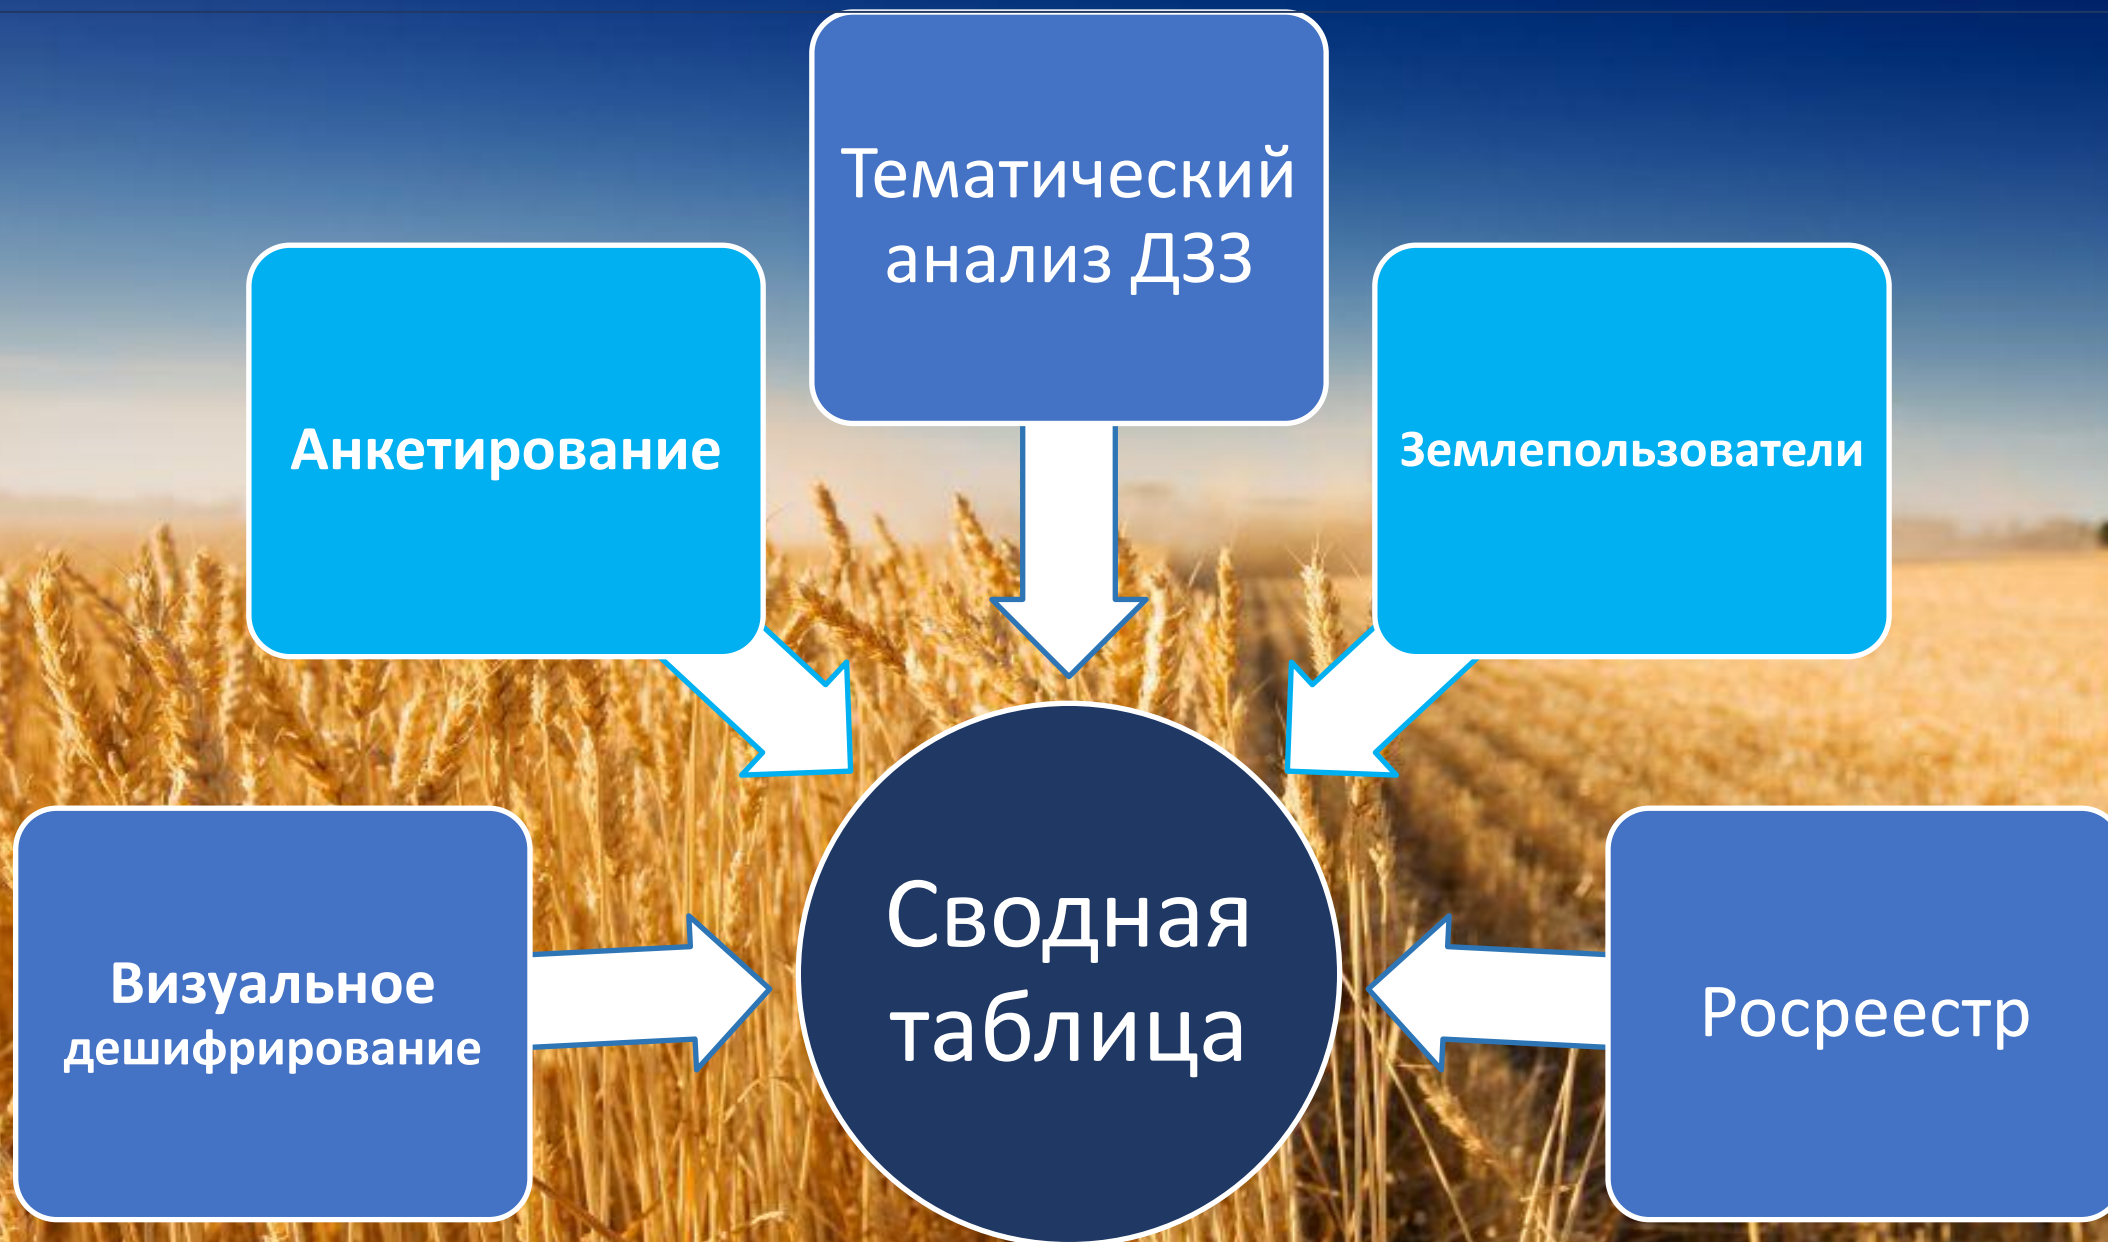 Тематический
анализ ДЗЗ
Анкетирование
Землепользователи
Визуальное
дешифрирование
Сводная
таблица
Росреестр